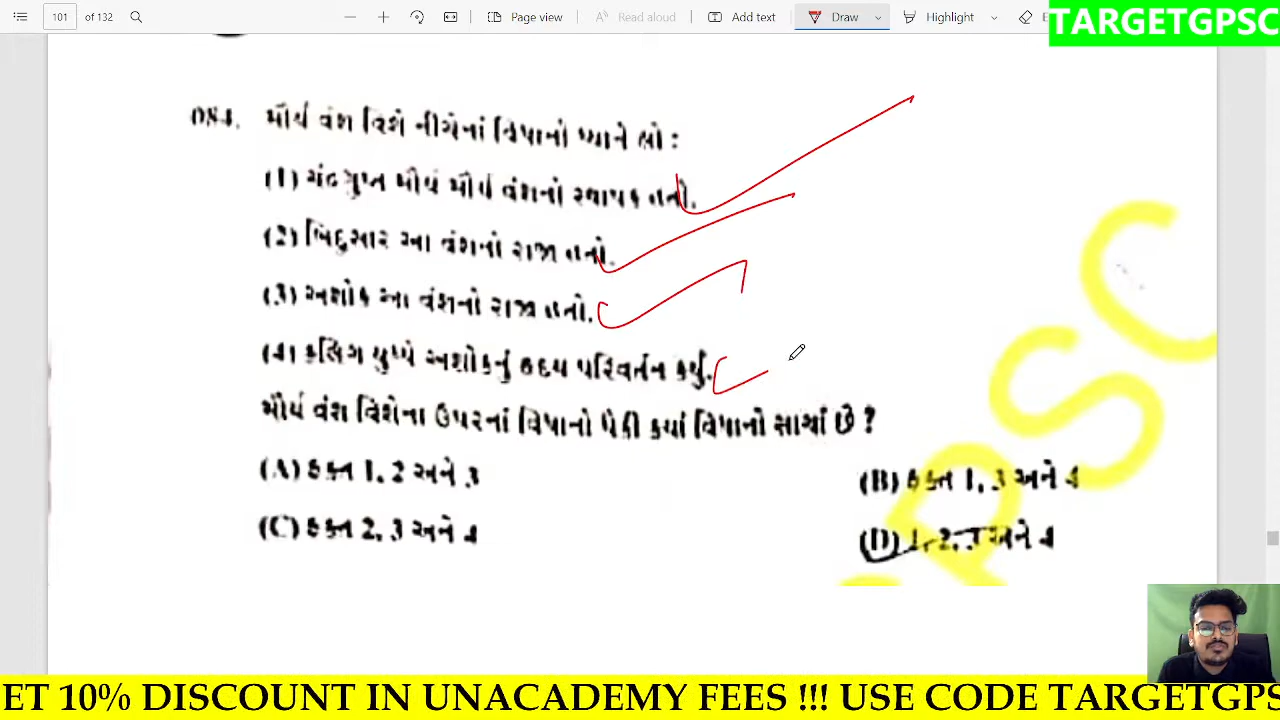 101 of 132 Page view Read aloud Add text Draw Highlight E
TARGETGPSC
084. મૌર્ય વંશ વિશે નીચેનાં વિધાનો ધ્યાને લો :
(1) ચંદ્રગુપ્ત મૌર્ય મૌર્ય વંશનો સ્થાપક હતો.
(2) બિંદુસાર આ વંશનો રાજા હતો.
(3) અશોક આ વંશનો રાજા હતો.
(4) કલિંગ યુધ્ધે અશોકનું હૃદય પરિવર્તન કર્યું.
મૌર્ય વંશ વિશેના ઉપરનાં વિધાનો પૈકી કયાં વિધાનો સાચાં છે ?
(A) ફક્ત 1, 2 અને 3
(B) ફક્ત 1, 3 અને 4
(C) ફક્ત 2, 3 અને 4
(D) 1, 2, 3 અને 4
PSC
ET 10% DISCOUNT IN UNACADEMY FEES !!! USE CODE TARGETGPS